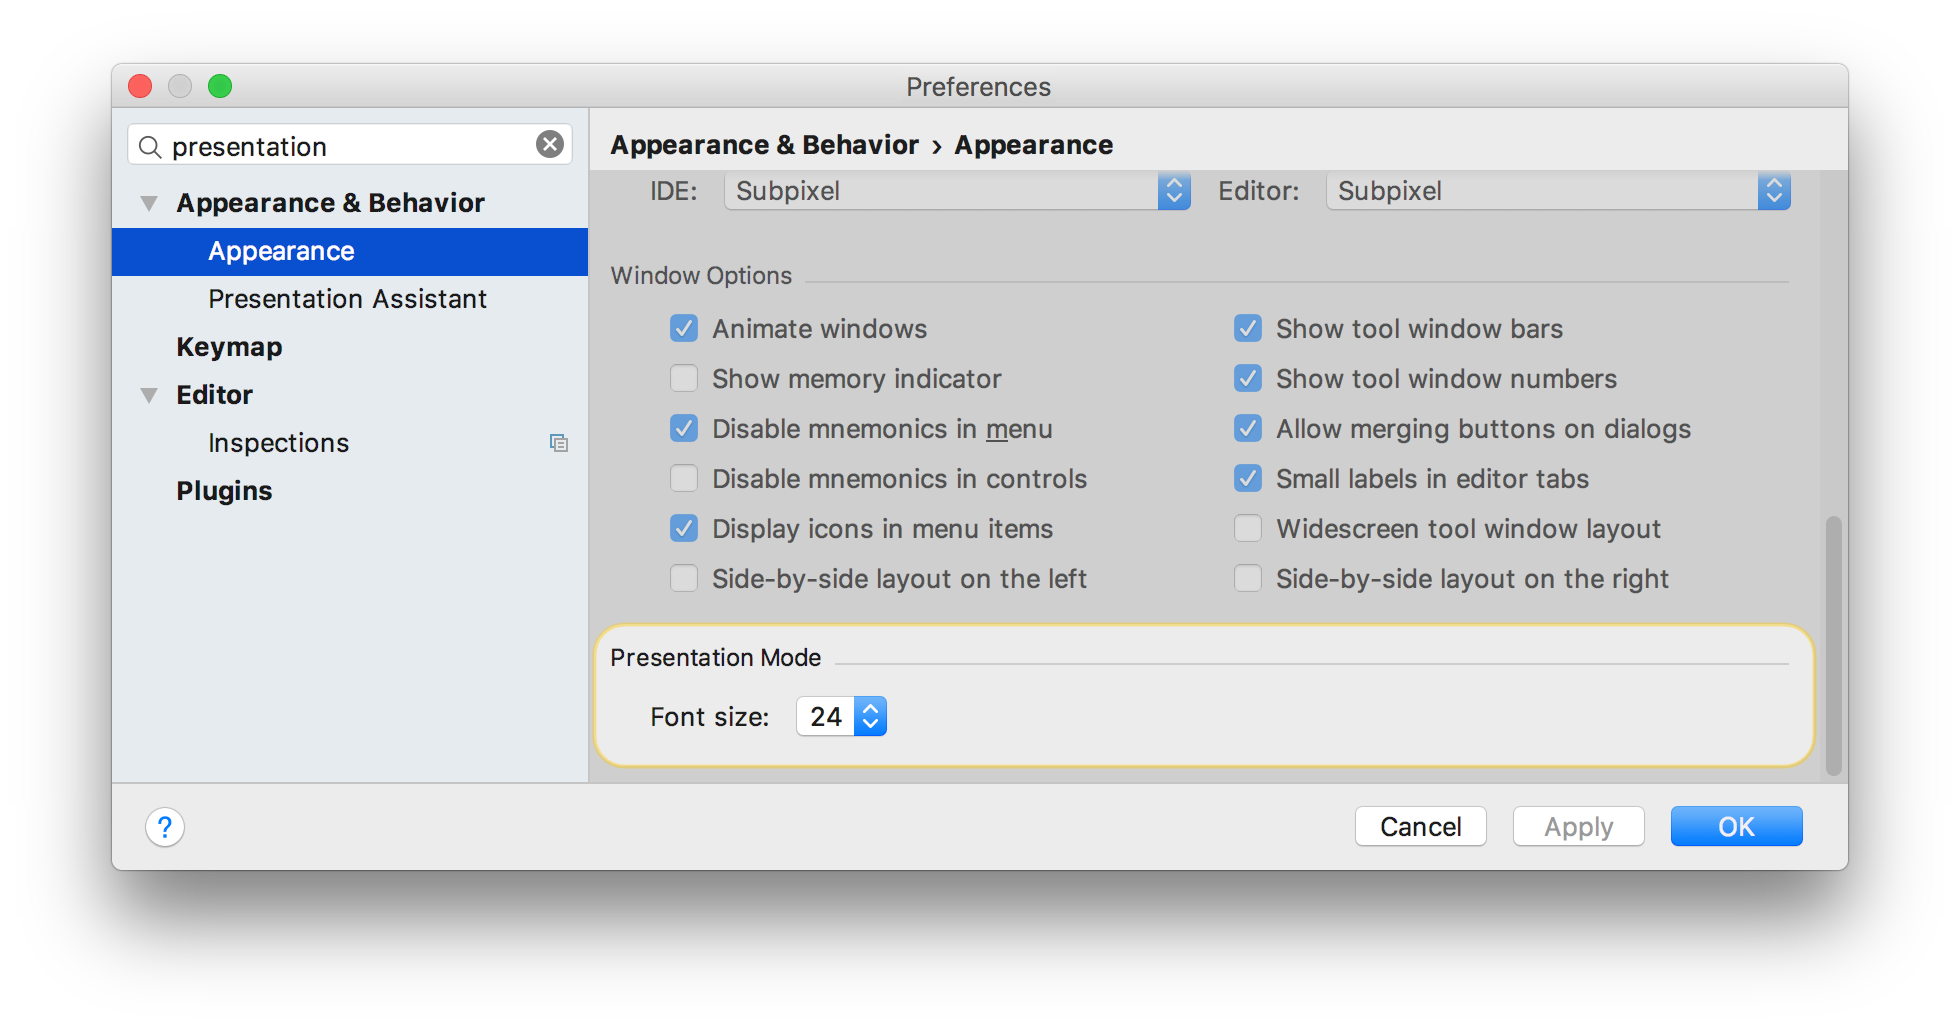 Preferences
presentation
Appearance & Behavior
Appearance
Presentation Assistant
Keymap
Editor
Inspections
Plugins
Appearance & Behavior › Appearance
IDE: Subpixel Editor: Subpixel
Window Options
Animate windows Show tool window bars
Show memory indicator Show tool window numbers
Disable mnemonics in menu Allow merging buttons on dialogs
Disable mnemonics in controls Small labels in editor tabs
Display icons in menu items Widescreen tool window layout
Side-by-side layout on the left Side-by-side layout on the right
Presentation Mode
Font size: 24
? Cancel Apply OK